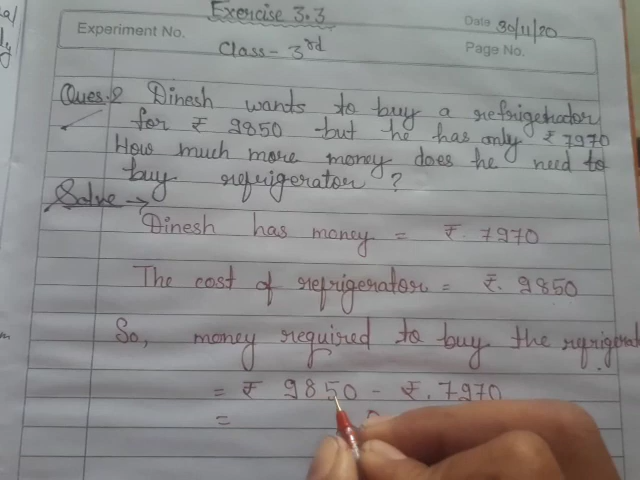 Exercise 3.3
Date 30/11/20
Experiment No.
Page No.
Class - 3rd
Ques.2 Dinesh wants to buy a refrigerator
for ₹ 9850 but he has only ₹ 7970
How much more money does he need to
buy refrigerator ?
Solve →
Dinesh has money = ₹. 7970
The cost of refrigerator = ₹. 9850
So, money required to buy the
= ₹ 9850 - ₹. 7970
=